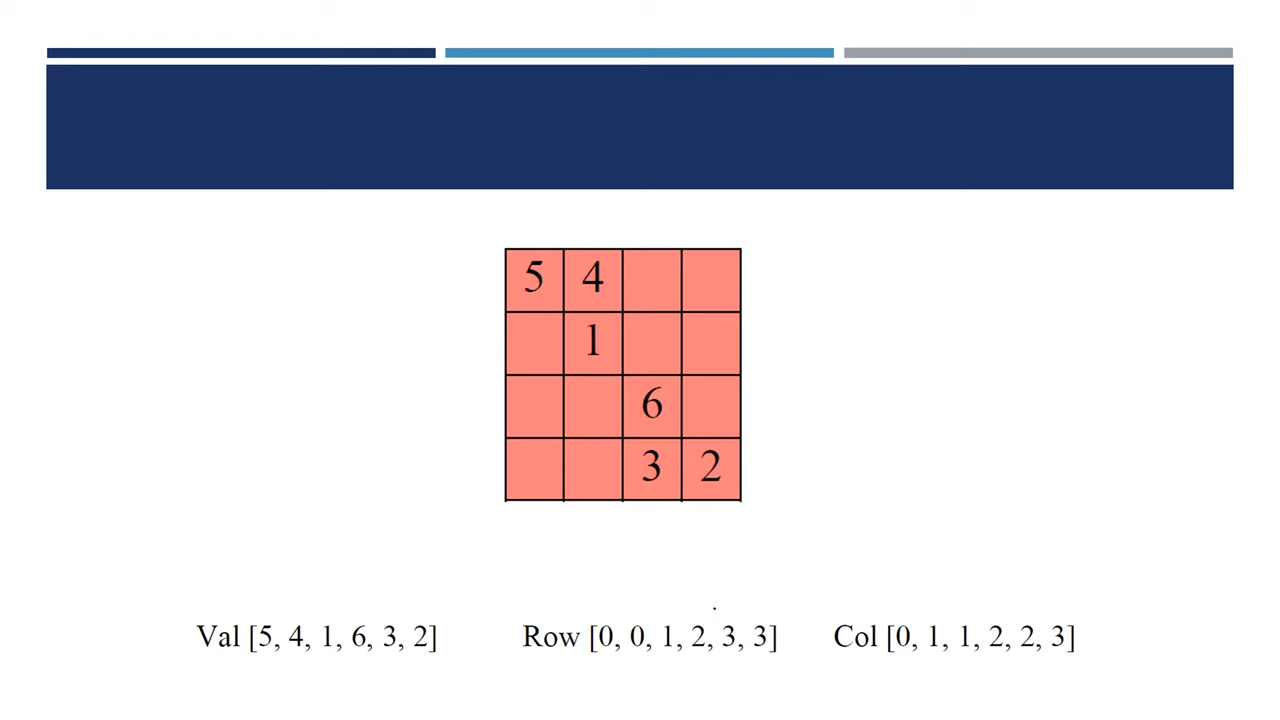 5 4
1
6
3 2
Val [5, 4, 1, 6, 3, 2] Row [0, 0, 1, 2, 3, 3] Col [0, 1, 1, 2, 2, 3]